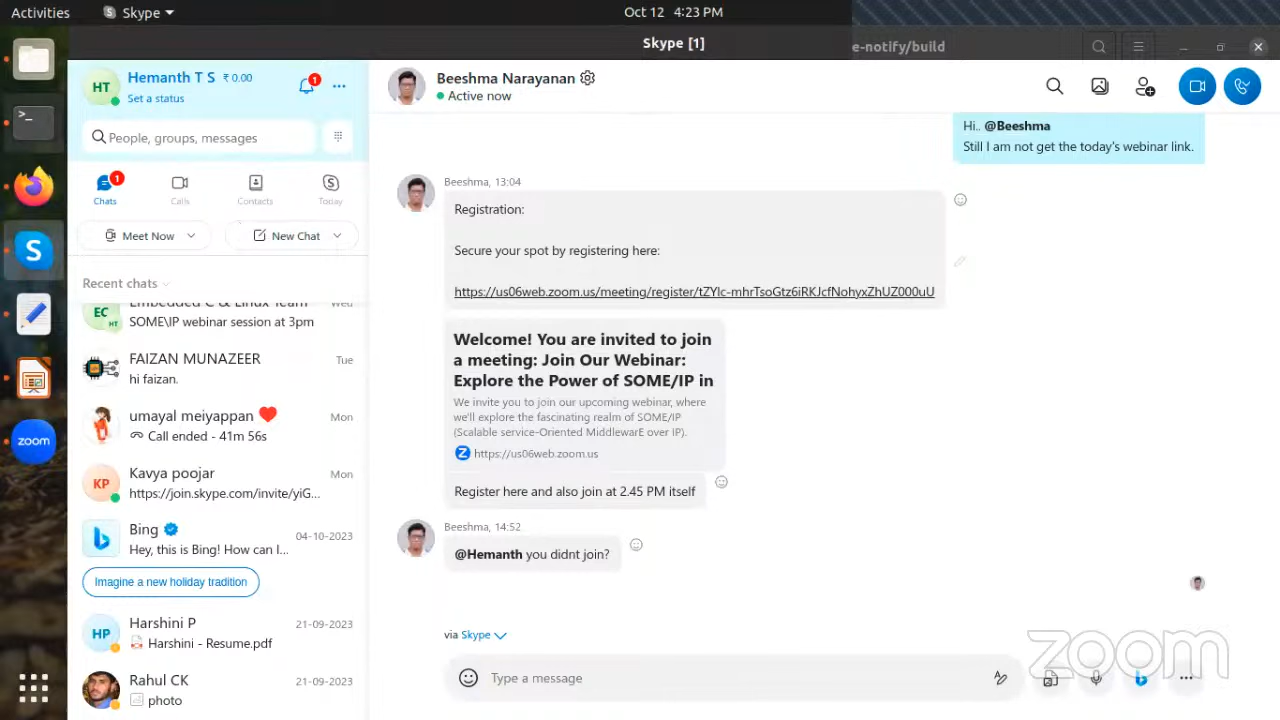 Activities
Skype
Oct 12 4:23 PM
Skype [1]
e-notify/build
HT
Hemanth T S
₹ 0.00
Set a status
1
People, groups, messages
1
Chats
Calls
Contacts
Today
Meet Now
New Chat
Recent chats
Embedded C & Linux Team
Wed
EC
HT
SOME\IP webinar session at 3pm
FAIZAN MUNAZEER
Tue
hi faizan.
umayal meiyappan
Mon
Call ended - 41m 56s
KP
Kavya poojar
Mon
https://join.skype.com/invite/yiG...
Bing
04-10-2023
Hey, this is Bing! How can I...
Imagine a new holiday tradition
HP
Harshini P
21-09-2023
Harshini - Resume.pdf
Rahul CK
21-09-2023
photo
zoom
Beeshma Narayanan
Active now
Hi.. @Beeshma
Still I am not get the today's webinar link.
Beeshma, 13:04
Registration:
Secure your spot by registering here:
https://us06web.zoom.us/meeting/register/tZYlc-mhrTsoGtz6iRKJcfNohyxZhUZ000uU
Welcome! You are invited to join
a meeting: Join Our Webinar:
Explore the Power of SOME/IP in
We invite you to join our upcoming webinar, where
we'll explore the fascinating realm of SOME/IP
(Scalable service-Oriented MiddlewarE over IP).
https://us06web.zoom.us
Register here and also join at 2.45 PM itself
Beeshma, 14:52
@Hemanth you didnt join?
via Skype
Type a message
zoom